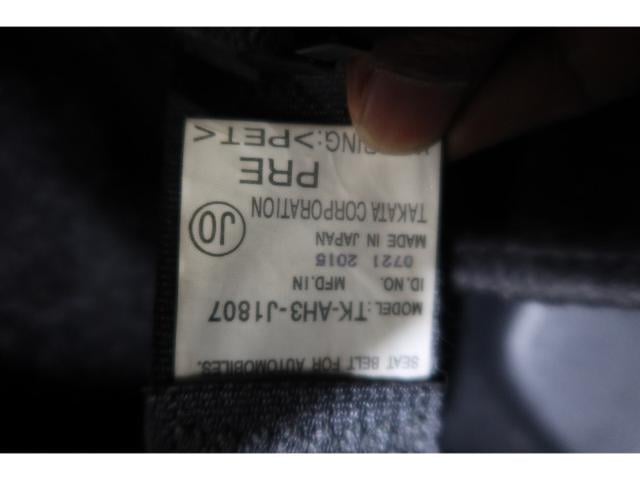 SEAT BELT FOR AUTOMOBILES.
MODEL:TK-AH3-J1807
ID.NO. MFD.IN
0721 2015
MADE IN JAPAN
TAKATA CORPORATION
JO
PRE
>PET<